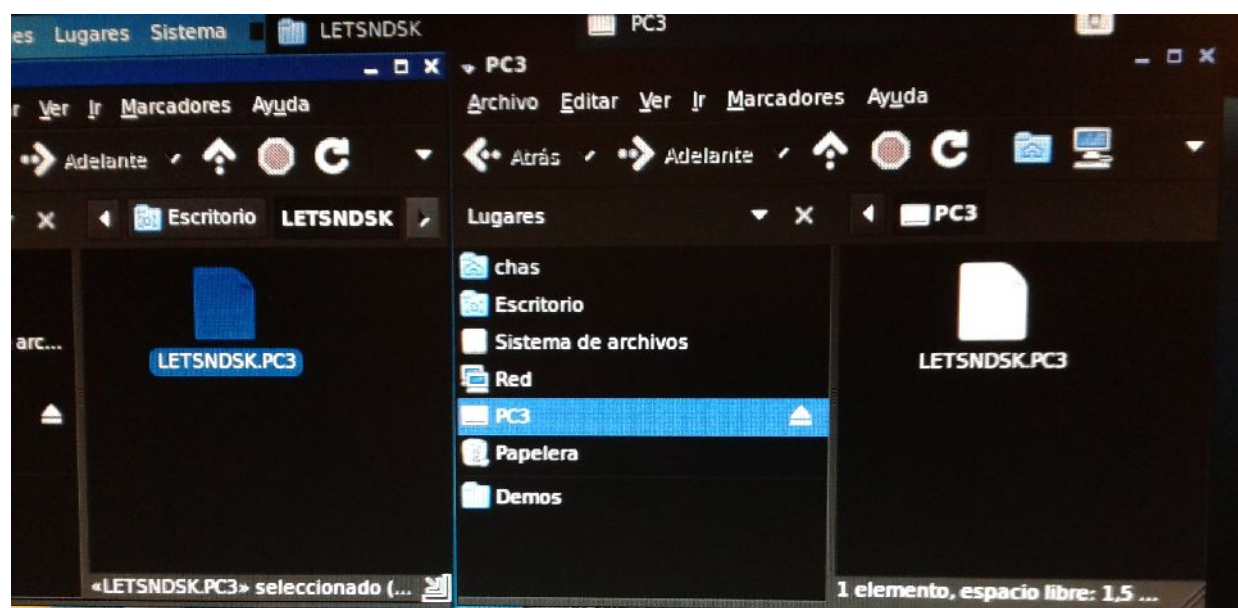 es Lugares Sistema LETSNDSK PC3
r Ver Ir Marcadores Ayuda
Adelante
Escritorio LETSNDSK
arc...
LETSNDSK.PC3
«LETSNDSK.PC3» seleccionado (...
PC3
Archivo Editar Ver Ir Marcadores Ayuda
Atrás Adelante
Lugares PC3
chas
Escritorio
Sistema de archivos
Red
PC3
Papelera
Demos
LETSNDSK.PC3
1 elemento, espacio libre: 1,5 ...